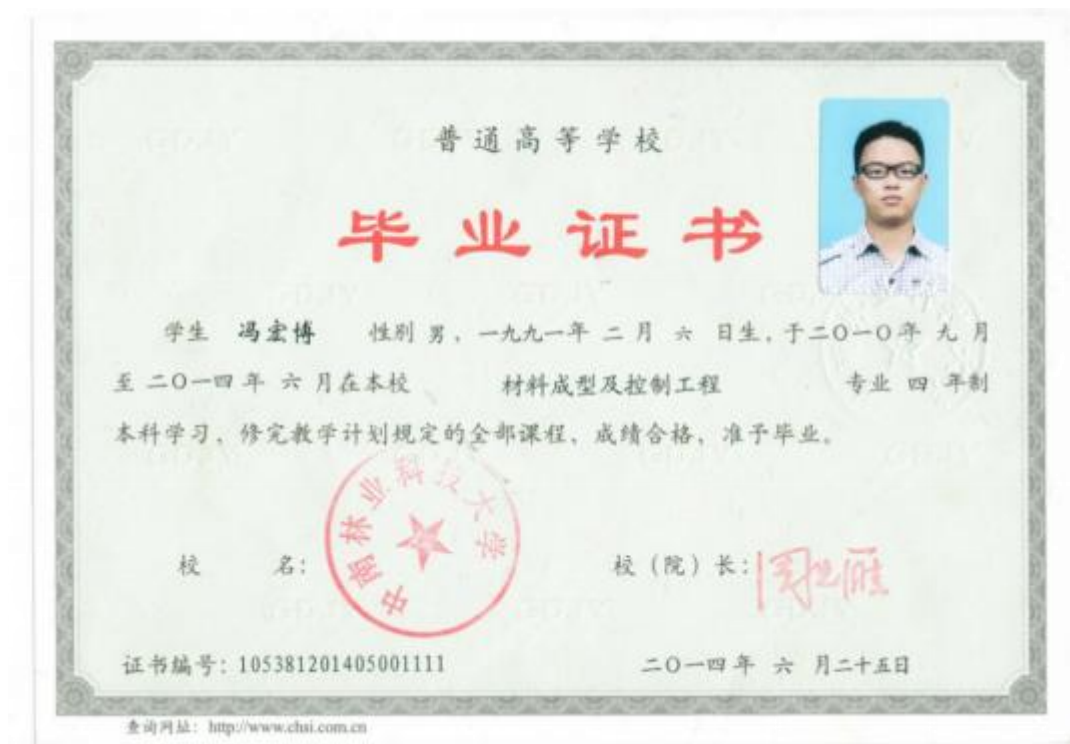 普通高等学校
毕业证书
学生 冯宏博 性别 男，一九九一年 二 月 六 日生，于二〇一〇年 九 月
至 二〇一四 年 六 月在本校 材料成型及控制工程 专业 四 年制
本科学习，修完教学计划规定的全部课程，成绩合格，准予毕业。
中南林业科技大学
校 名： 校（院）长：
证书编号：105381201405001111 二〇一四 年 六 月二十五日
查询网址：http://www.chsi.com.cn